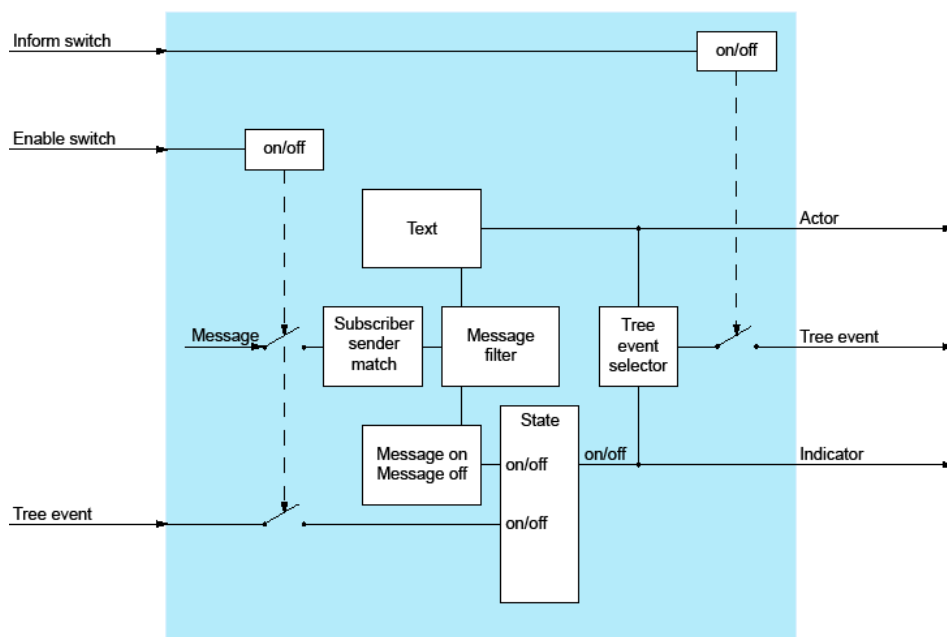 Inform switch
on/off
Enable switch
on/off
Text
Actor
Message
Subscriber
sender
match
Message
filter
Tree
event
selector
Tree event
State
Message on
Message off
on/off
on/off
Indicator
Tree event
on/off